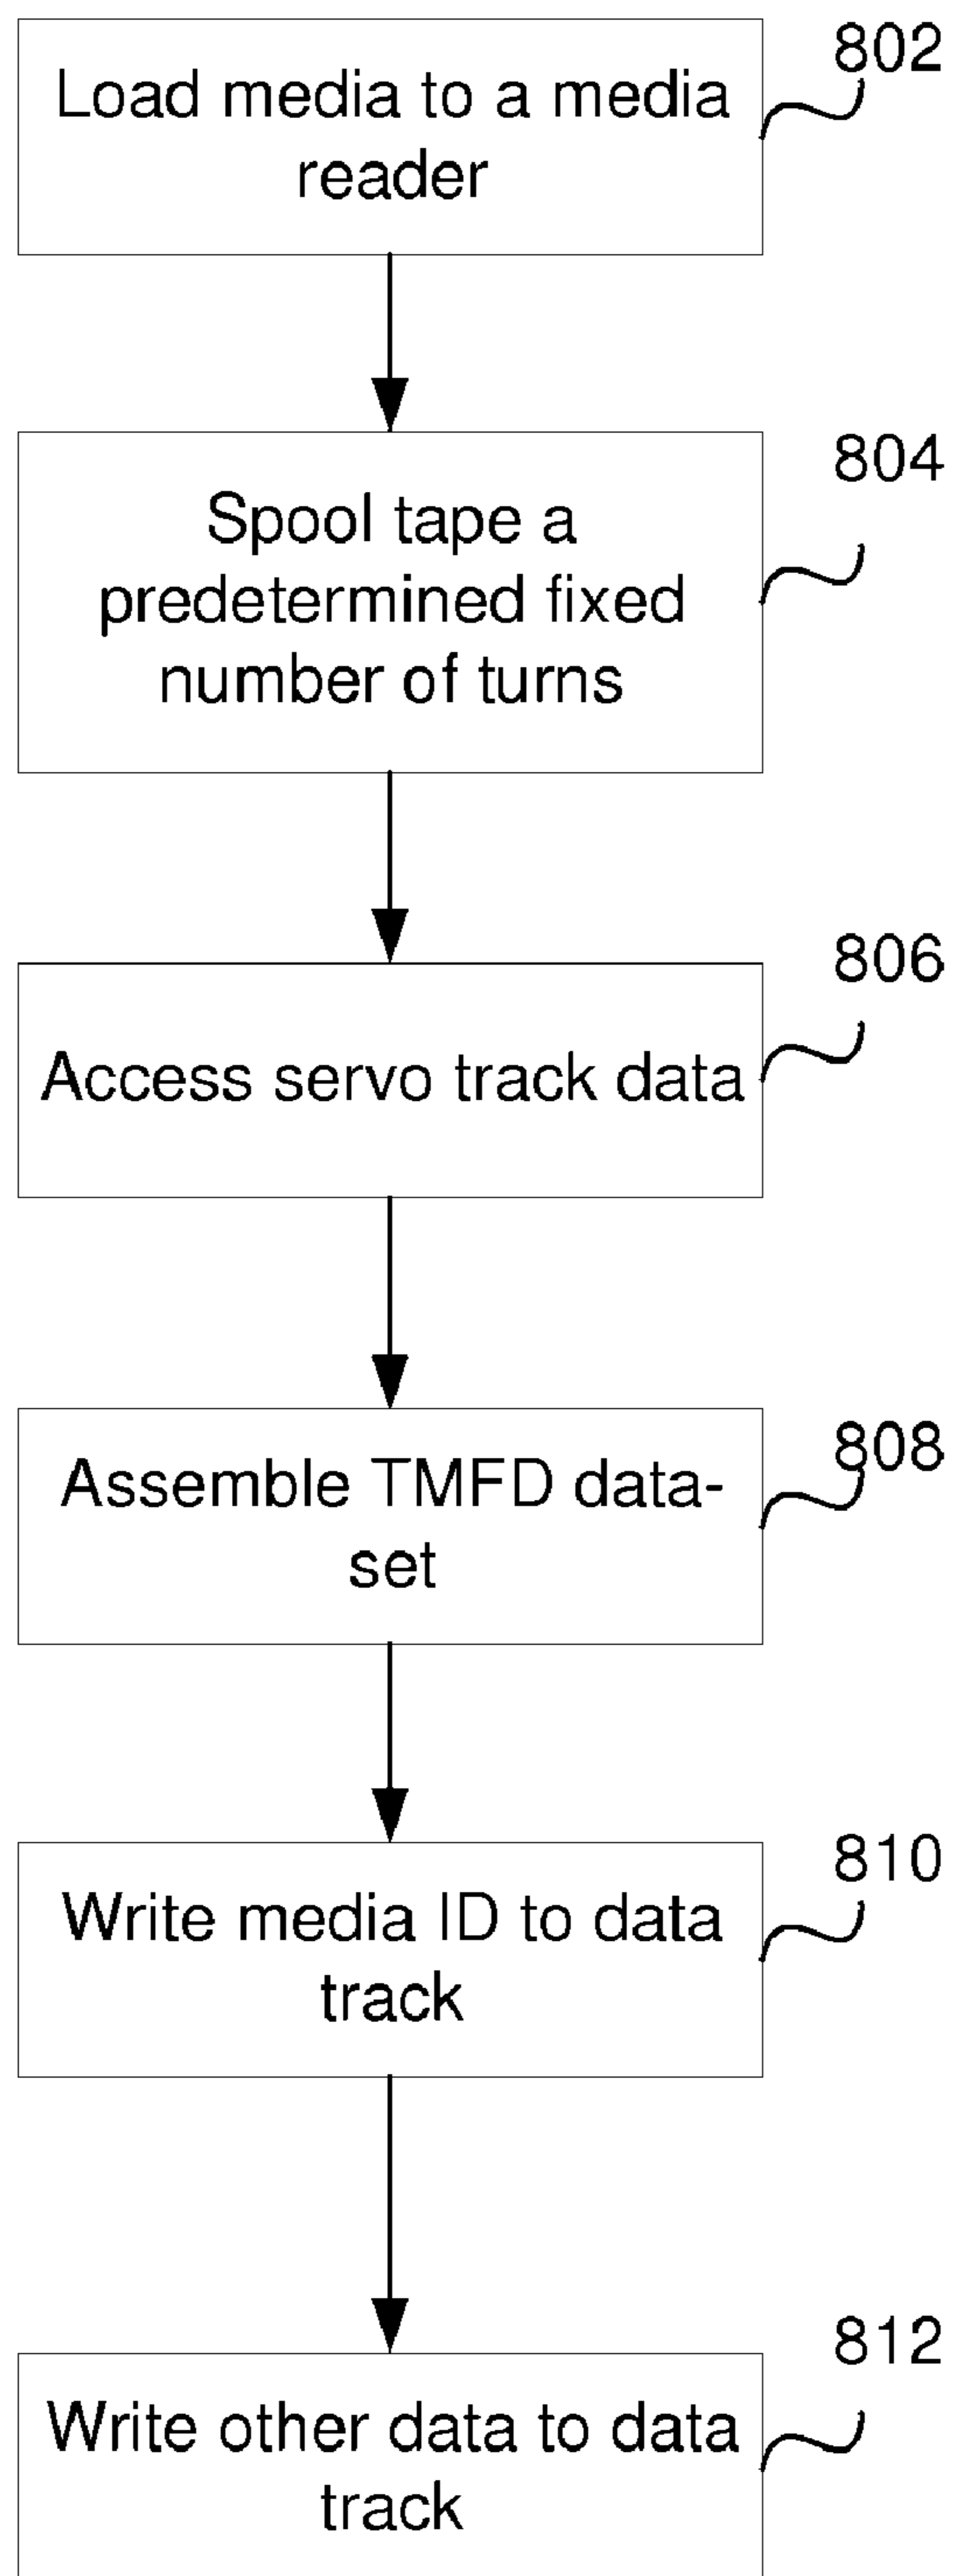 802
Load media to a media
reader
804
Spool tape a
predetermined fixed
number of turns
806
Access servo track data
808
Assemble TMFD data-
set
810
Write media ID to data
track
812
Write other data to data
track